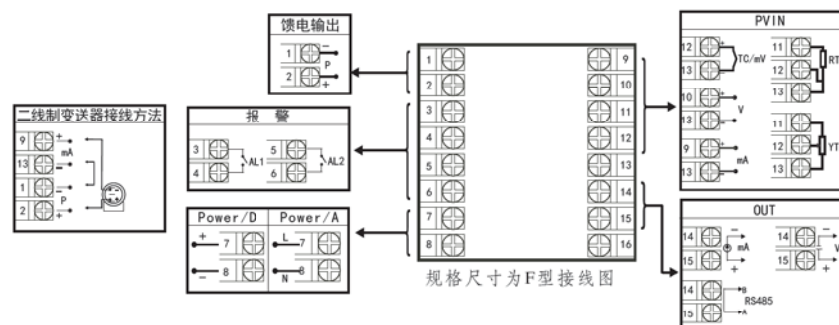 馈电输出
1 -
P
2 +
二线制变送器接线方法
9 +
mA
13 -
1 -
P
2 +
报 警
3 AL1 5 AL2
4 6
Power/D Power/A
+ 7 L 7
- 8 N 8
1 9
2 10
3 11
4 12
5 13
6 14
7 15
8 16
规格尺寸为F型接线图
PVIN
12 + TC/mV 11 RT
13 - 12
10 + 13
V
13 - 11 YT
9 + 12
mA
13 13
OUT
14 - 14 -
mA V
15 + 15 +
14 B
RS485
15 A